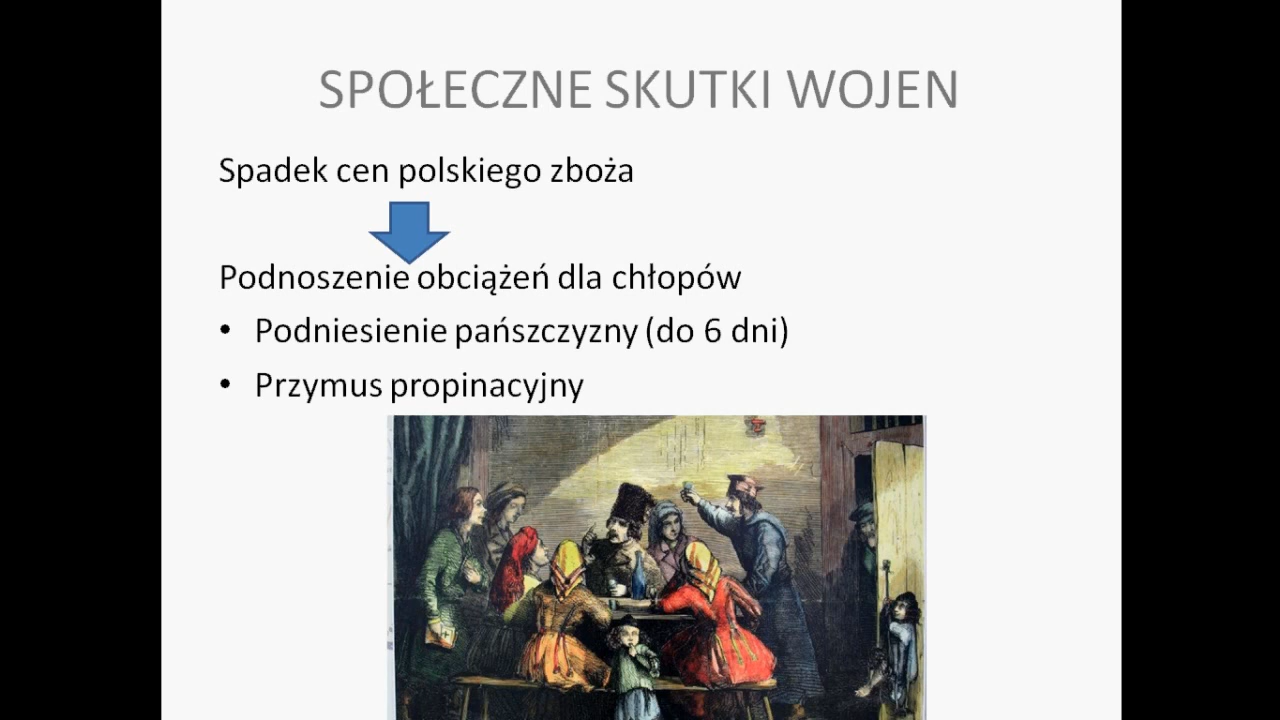 SPOŁECZNE SKUTKI WOJEN
Spadek cen polskiego zboża
Podnoszenie obciążeń dla chłopów
• Podniesienie pańszczyzny (do 6 dni)
• Przymus propinacyjny